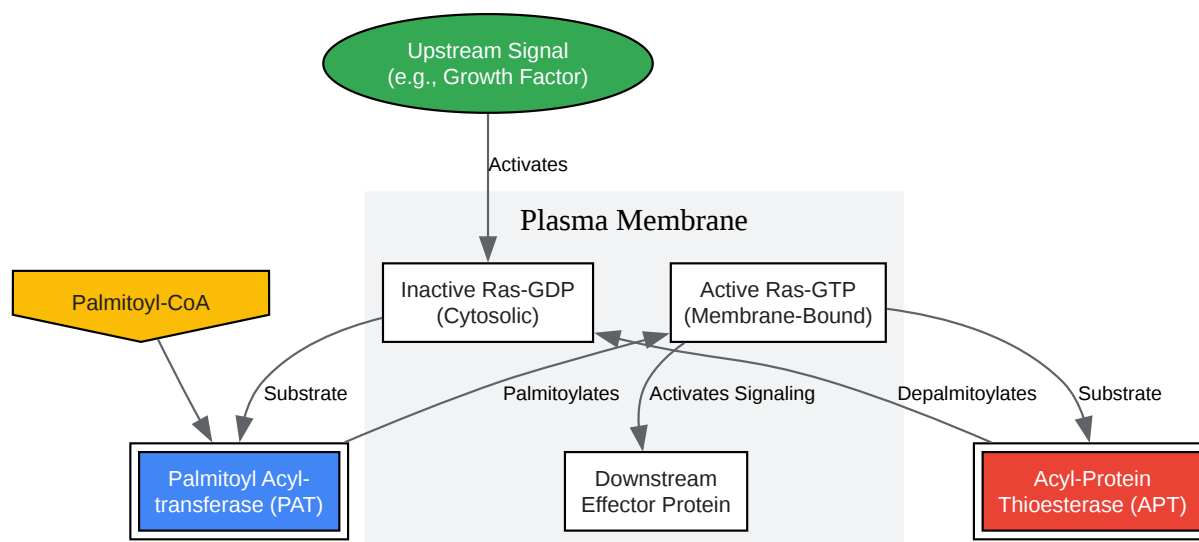 Upstream Signal
(e.g., Growth Factor)
Activates
Plasma Membrane
Palmitoyl-CoA
Inactive Ras-GDP
(Cytosolic)
Active Ras-GTP
(Membrane-Bound)
Substrate
Palmitoylates
Activates Signaling
Depalmitoylates
Substrate
Palmitoyl Acyl-
transferase (PAT)
Downstream
Effector Protein
Acyl-Protein
Thioesterase (APT)